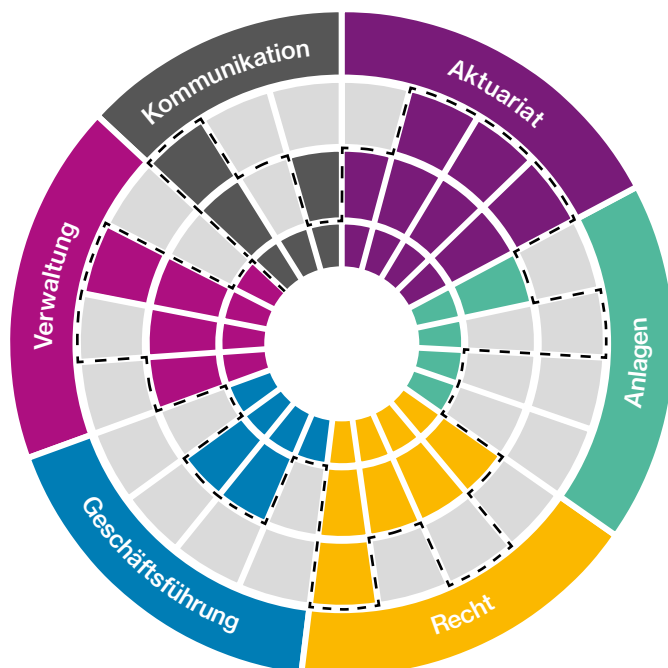 Kommunikation
Aktuariat
Verwaltung
Anlagen
Geschäftsführung
Recht